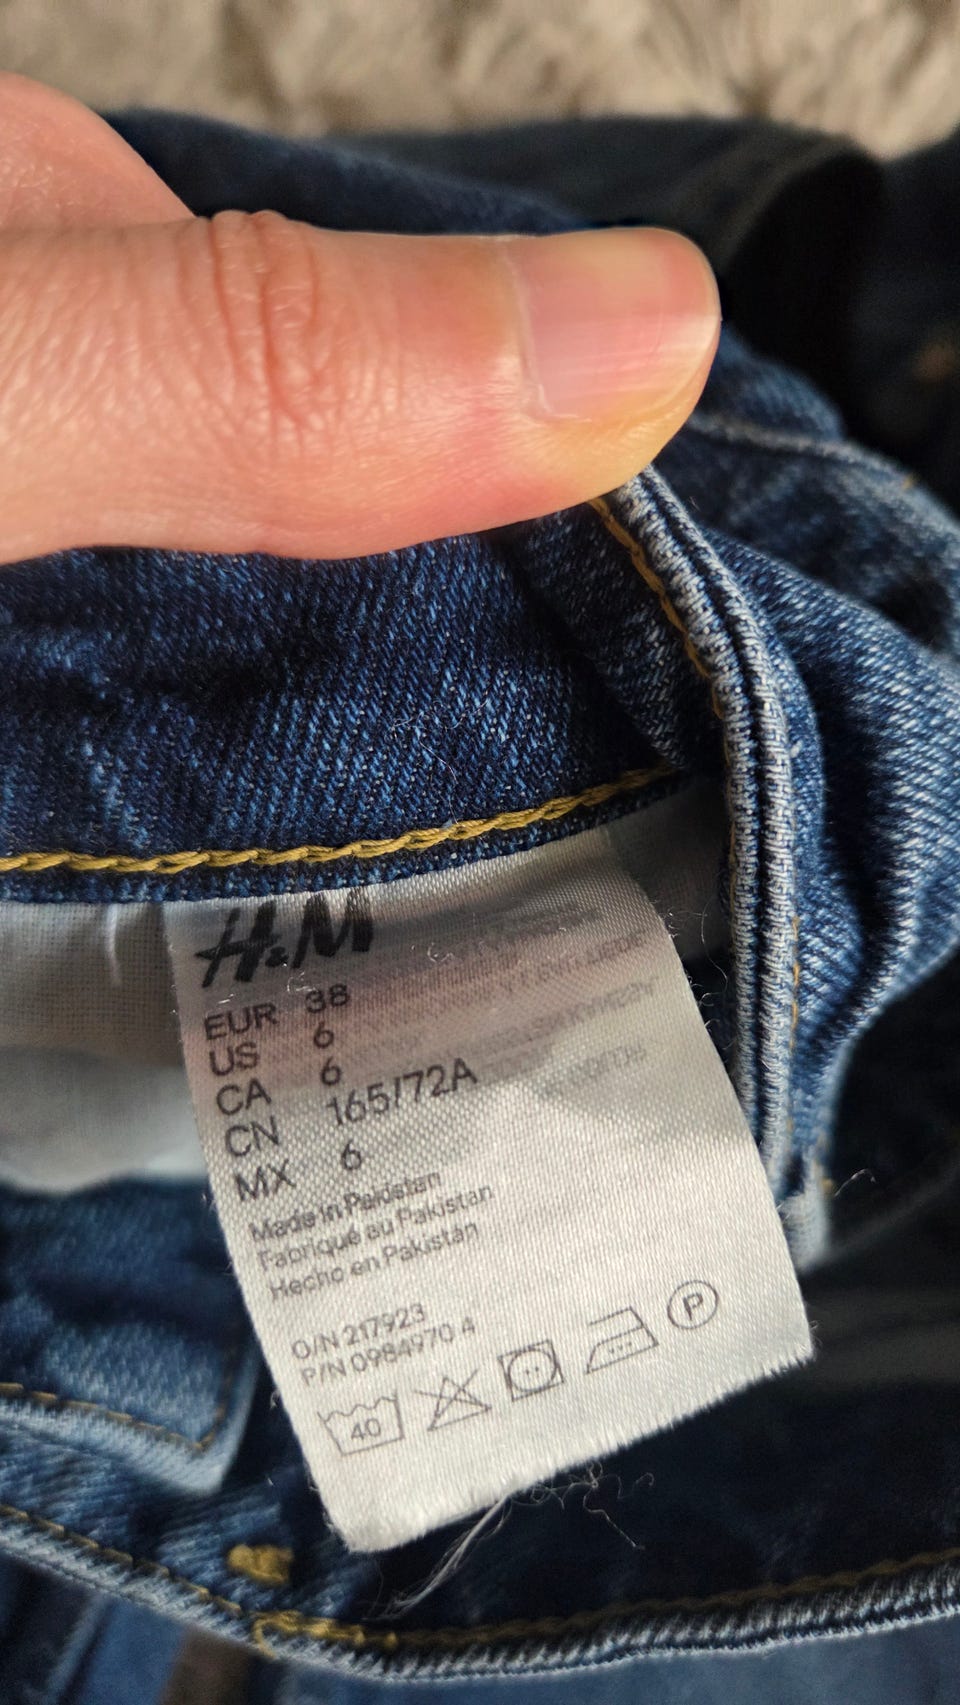 H&M
EUR 38
US 6
CA 6
CN 165/72A
MX 6
Made in Pakistan
Fabriqué au Pakistan
Hecho en Pakistan
O/N 217923
P/N 0984970 4
40
P